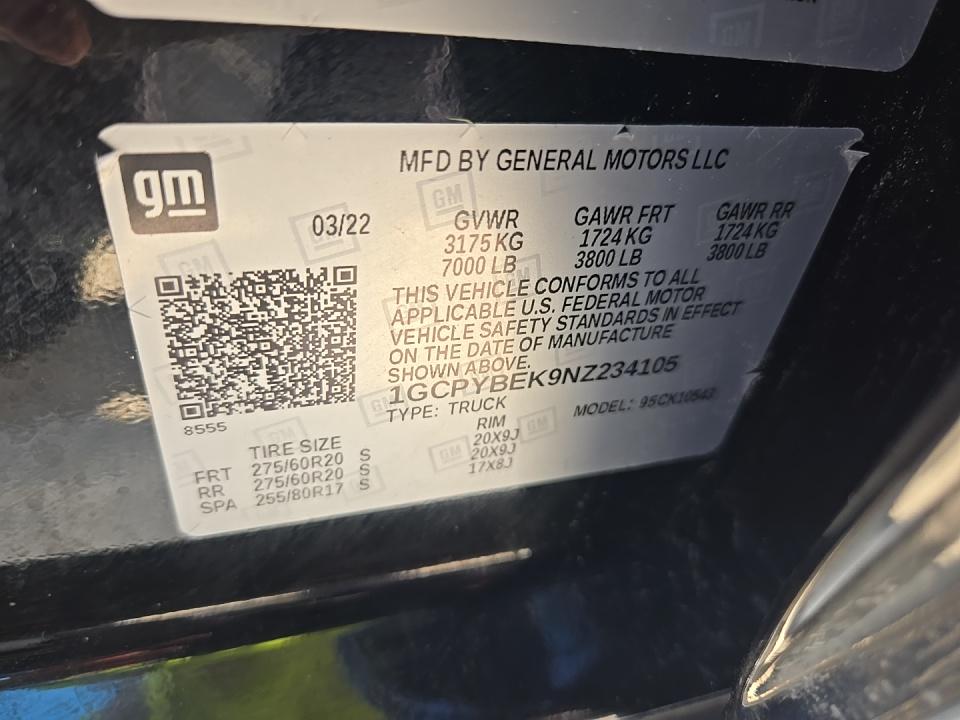 gm
MFD BY GENERAL MOTORS LLC
03/22
GVWR GAWR FRT GAWR RR
3175 KG 1724 KG 1724 KG
7000 LB 3800 LB 3800 LB
THIS VEHICLE CONFORMS TO ALL
APPLICABLE U.S. FEDERAL MOTOR
VEHICLE SAFETY STANDARDS IN EFFECT
ON THE DATE OF MANUFACTURE
SHOWN ABOVE.
1GCPYBEK9NZ234105
TYPE: TRUCK MODEL: 95CK10543
8555
TIRE SIZE RIM
FRT 275/60R20 S 20X9J
RR 275/60R20 S 20X9J
SPA 255/80R17 S 17X8J